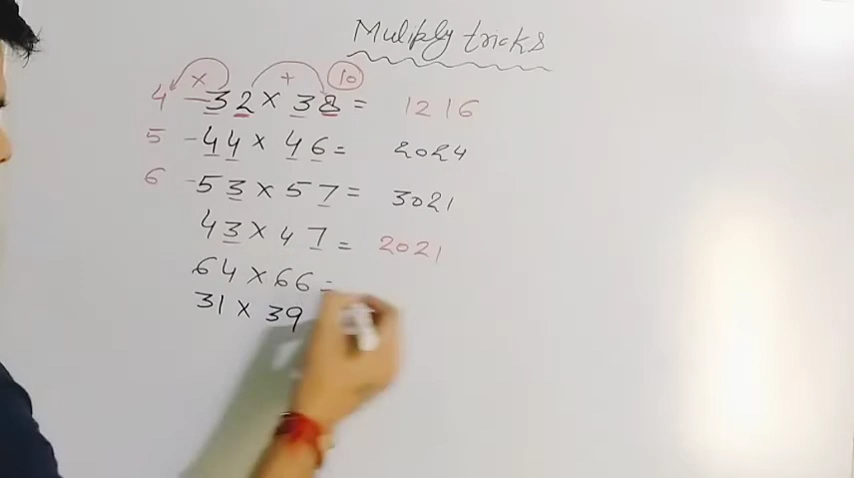 Muliply tricks
× + 10
4 - 32 × 38 = 1216
5 - 44 × 46 = 2024
6 - 53 × 57 = 3021
43 × 47 = 2021
64 × 66 =
31 × 39